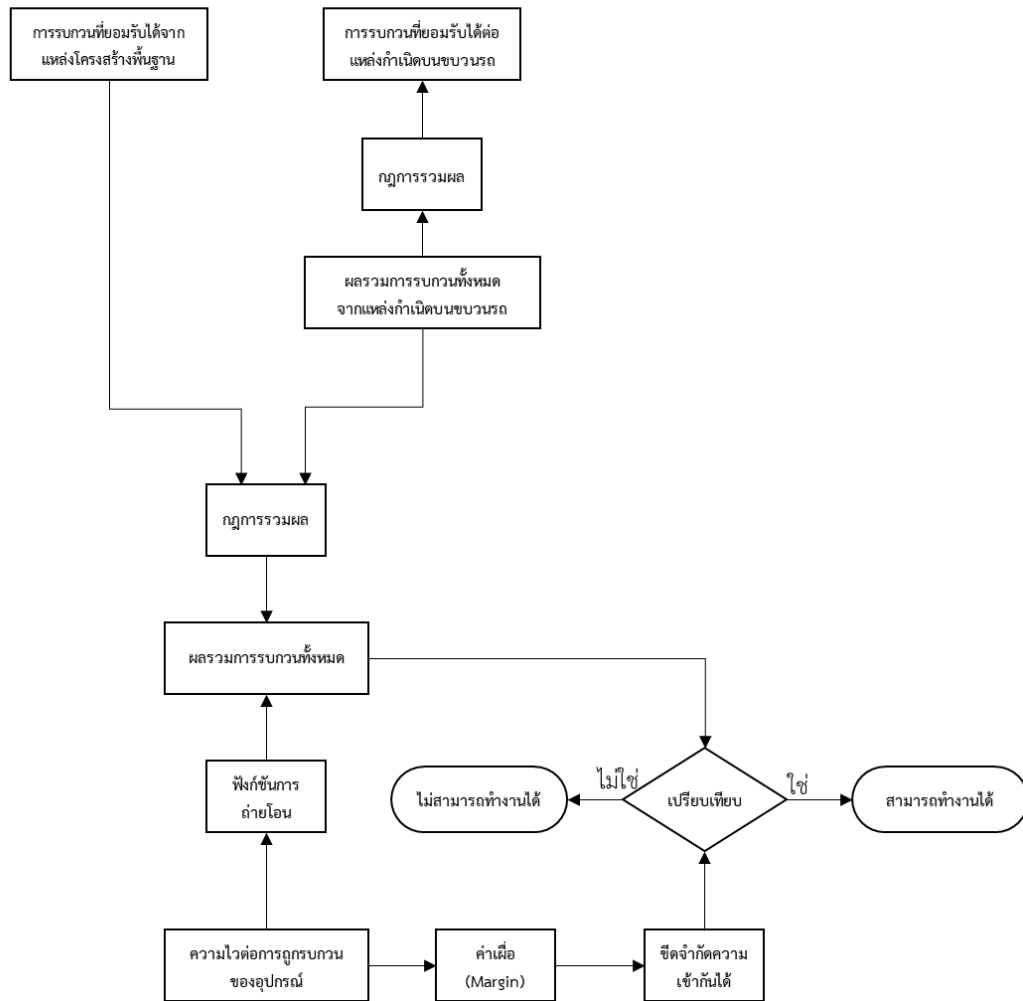 การรบกวนที่ยอมรับได้จาก
แหล่งโครงสร้างพื้นฐาน
การรบกวนที่ยอมรับได้ต่อ
แหล่งกำเนิดบนขบวนรถ
กฎการรวมผล
ผลรวมการรบกวนทั้งหมด
จากแหล่งกำเนิดบนขบวนรถ
กฎการรวมผล
ผลรวมการรบกวนทั้งหมด
ฟังก์ชันการ
ถ่ายโอน
ไม่สามารถทำงานได้
ไม่ใช่
เปรียบเทียบ
ใช่
สามารถทำงานได้
ความไวต่อการถูกรบกวน
ของอุปกรณ์
ค่าเผื่อ
(Margin)
ขีดจำกัดความ
เข้ากันได้